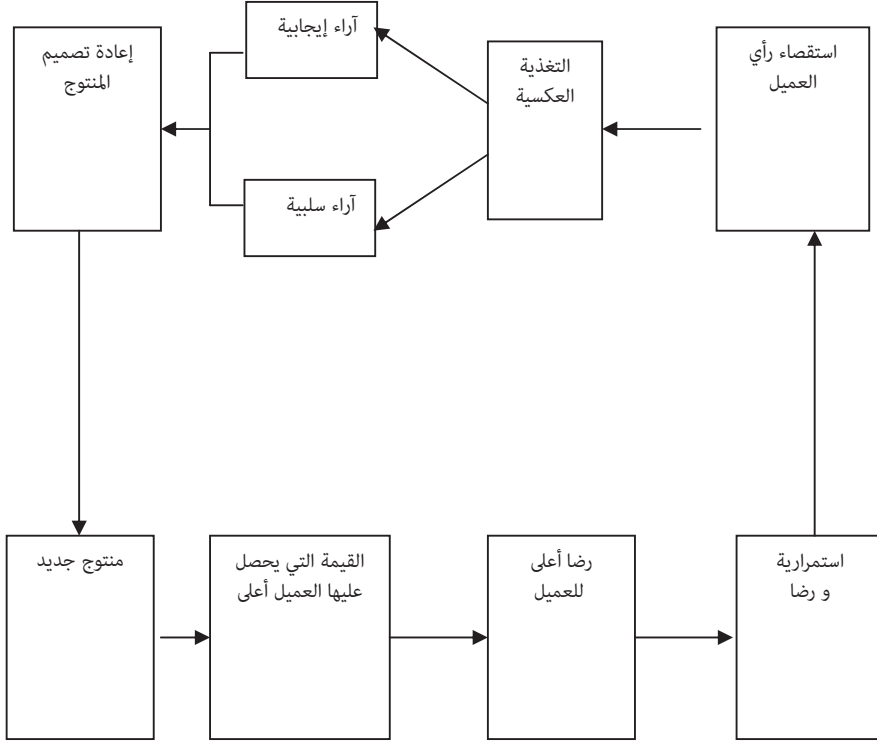 استقصاء رأي
العميل
التغذية
العكسية
آراء إيجابية
آراء سلبية
إعادة تصميم
المنتوج
منتوج جديد
القيمة التي يحصل
عليها العميل أعلى
رضا أعلى
للعميل
استمرارية
و رضا